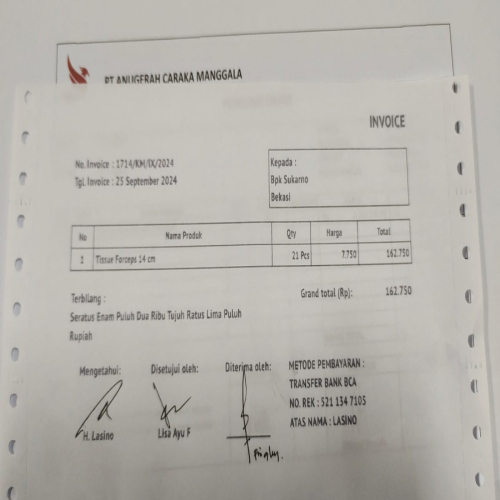 PT ANUGERAH CARAKA MANGGALA
INVOICE
No. Invoice : 1714/KM/IX/2024
Tgl. Invoice : 25 September 2024
Kepada :
Bpk Sukarno
Bekasi
No Nama Produk Qty Harga Total
1 Tissue Forceps 14 cm 21 Pcs 7.750 162.750
Grand total (Rp): 162.750
Terbilang :
Seratus Enam Puluh Dua Ribu Tujuh Ratus Lima Puluh
Rupiah
Mengetahui: Disetujui oleh: Diterima oleh:
H. Lasino Lisa Ayu F
METODE PEMBAYARAN :
TRANSFER BANK BCA
NO. REK : 521 134 7105
ATAS NAMA : LASINO